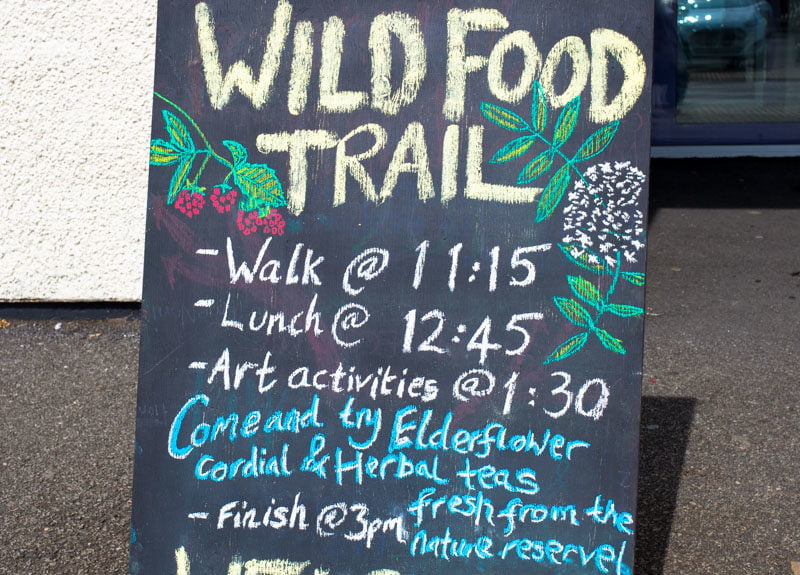 WILD FOOD
TRAIL
- Walk @ 11:15
- Lunch @ 12:45
- Art activities @ 1:30
Come and try Elderflower
cordial & Herbal teas
fresh from the
nature reserve!
- Finish @ 3pm